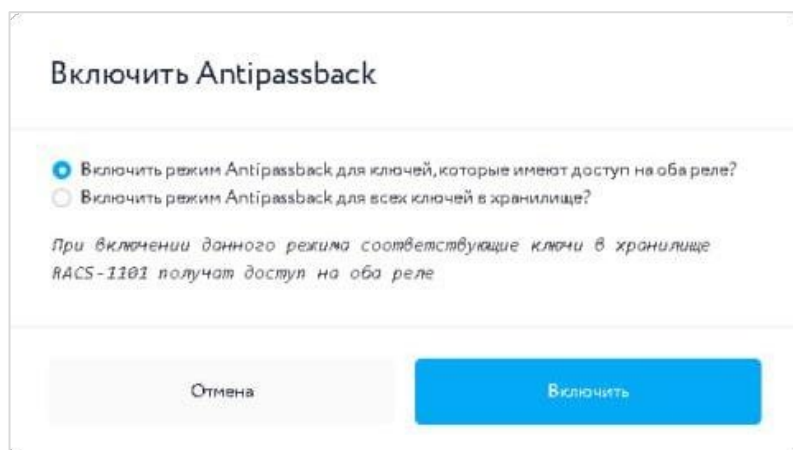 Включить Antipassback
Включить режим Antipassback для ключей, которые имеют доступ на оба реле?
Включить режим Antipassback для всех ключей в хранилище?
При включении данного режима соответствующие ключи в хранилище
RACS-1101 получат доступ на оба реле
Отмена
Включить